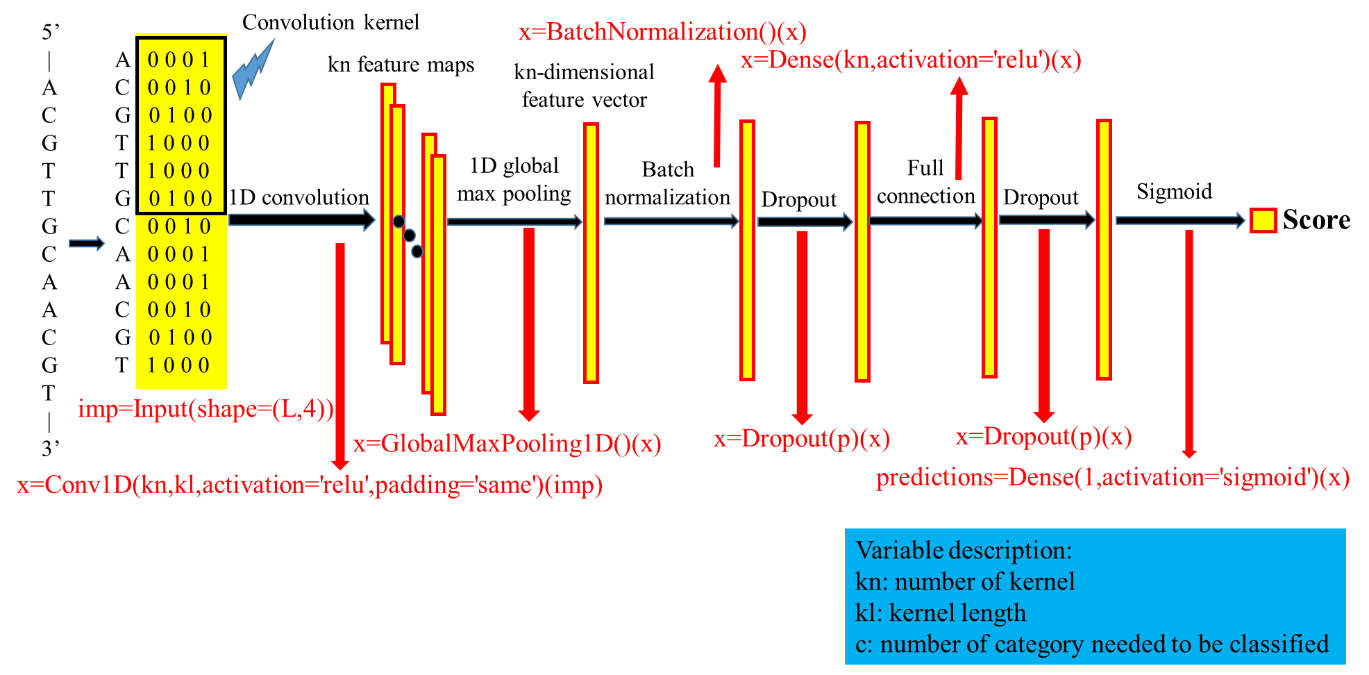 5’
|
A
C
G
T
T
G
C
A
A
C
G
T
|
3’
A 0 0 0 1
C 0 0 1 0
G 0 1 0 0
T 1 0 0 0
T 1 0 0 0
G 0 1 0 0
C 0 0 1 0
A 0 0 0 1
A 0 0 0 1
C 0 0 1 0
G 0 1 0 0
T 1 0 0 0
imp=Input(shape=(L,4))
Convolution kernel
1D convolution
x=Conv1D(kn,kl,activation='relu',padding='same')(imp)
kn feature maps
1D global
max pooling
x=GlobalMaxPooling1D()(x)
kn-dimensional
feature vector
Batch
normalization
x=BatchNormalization()(x)
Dropout
x=Dropout(p)(x)
Full
connection
x=Dense(kn,activation='relu')(x)
Dropout
x=Dropout(p)(x)
Sigmoid
predictions=Dense(1,activation='sigmoid')(x)
Score
Variable description:
kn: number of kernel
kl: kernel length
c: number of category needed to be classified